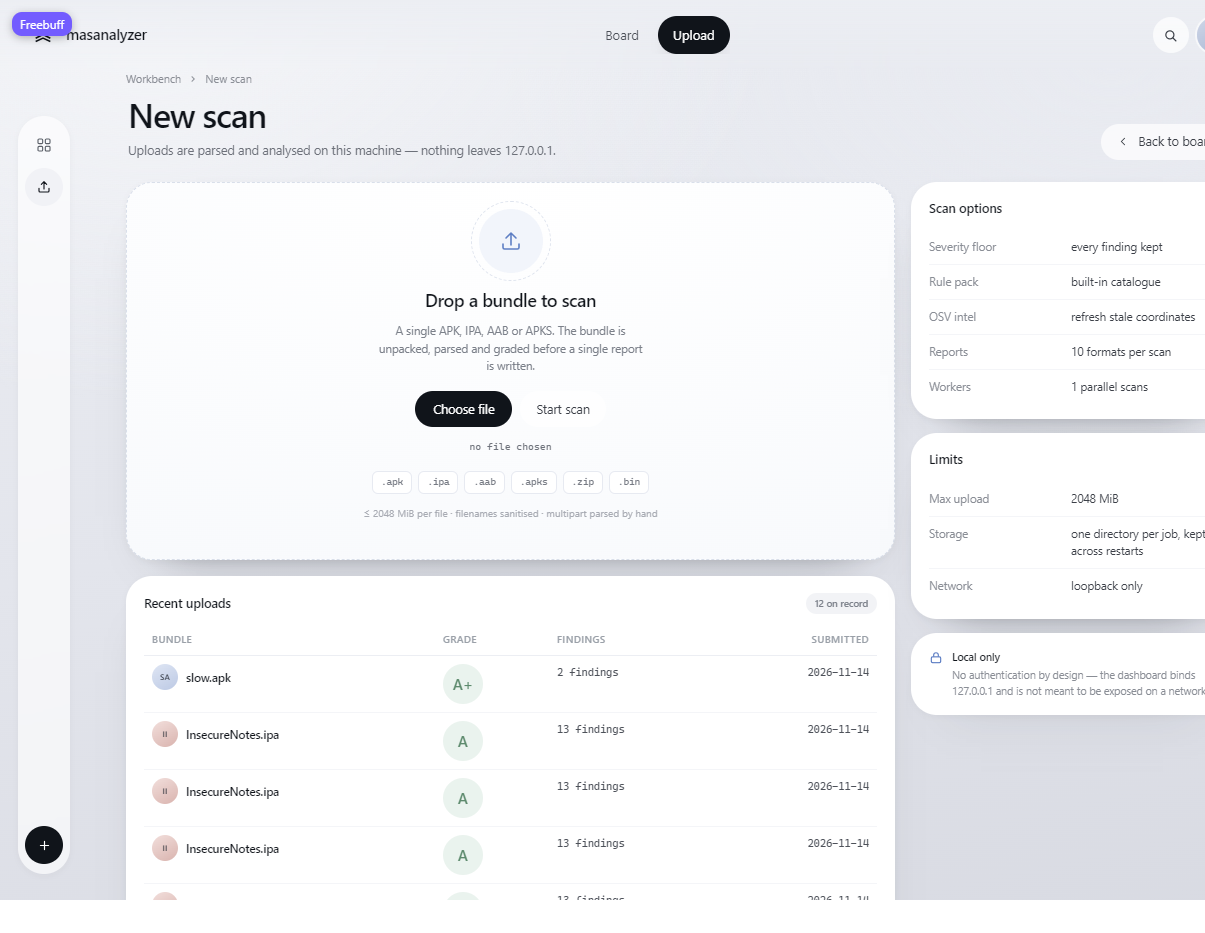 Freebuff
masanalyzer
Board
Upload
Workbench › New scan
New scan
Uploads are parsed and analysed on this machine — nothing leaves 127.0.0.1.
Back to boar
Drop a bundle to scan
A single APK, IPA, AAB or APKS. The bundle is
unpacked, parsed and graded before a single report
is written.
Choose file
Start scan
no file chosen
.apk .ipa .aab .apks .zip .bin
≤ 2048 MiB per file · filenames sanitised · multipart parsed by hand
Scan options
Severity floor every finding kept
Rule pack built-in catalogue
OSV intel refresh stale coordinates
Reports 10 formats per scan
Workers 1 parallel scans
Limits
Max upload 2048 MiB
Storage one directory per job, kept
across restarts
Network loopback only
Local only
No authentication by design — the dashboard binds
127.0.0.1 and is not meant to be exposed on a network
Recent uploads
12 on record
BUNDLE GRADE FINDINGS SUBMITTED
SA slow.apk A+ 2 findings 2026-11-14
II InsecureNotes.ipa A 13 findings 2026-11-14
II InsecureNotes.ipa A 13 findings 2026-11-14
II InsecureNotes.ipa A 13 findings 2026-11-14
13 findings 2026-11-14